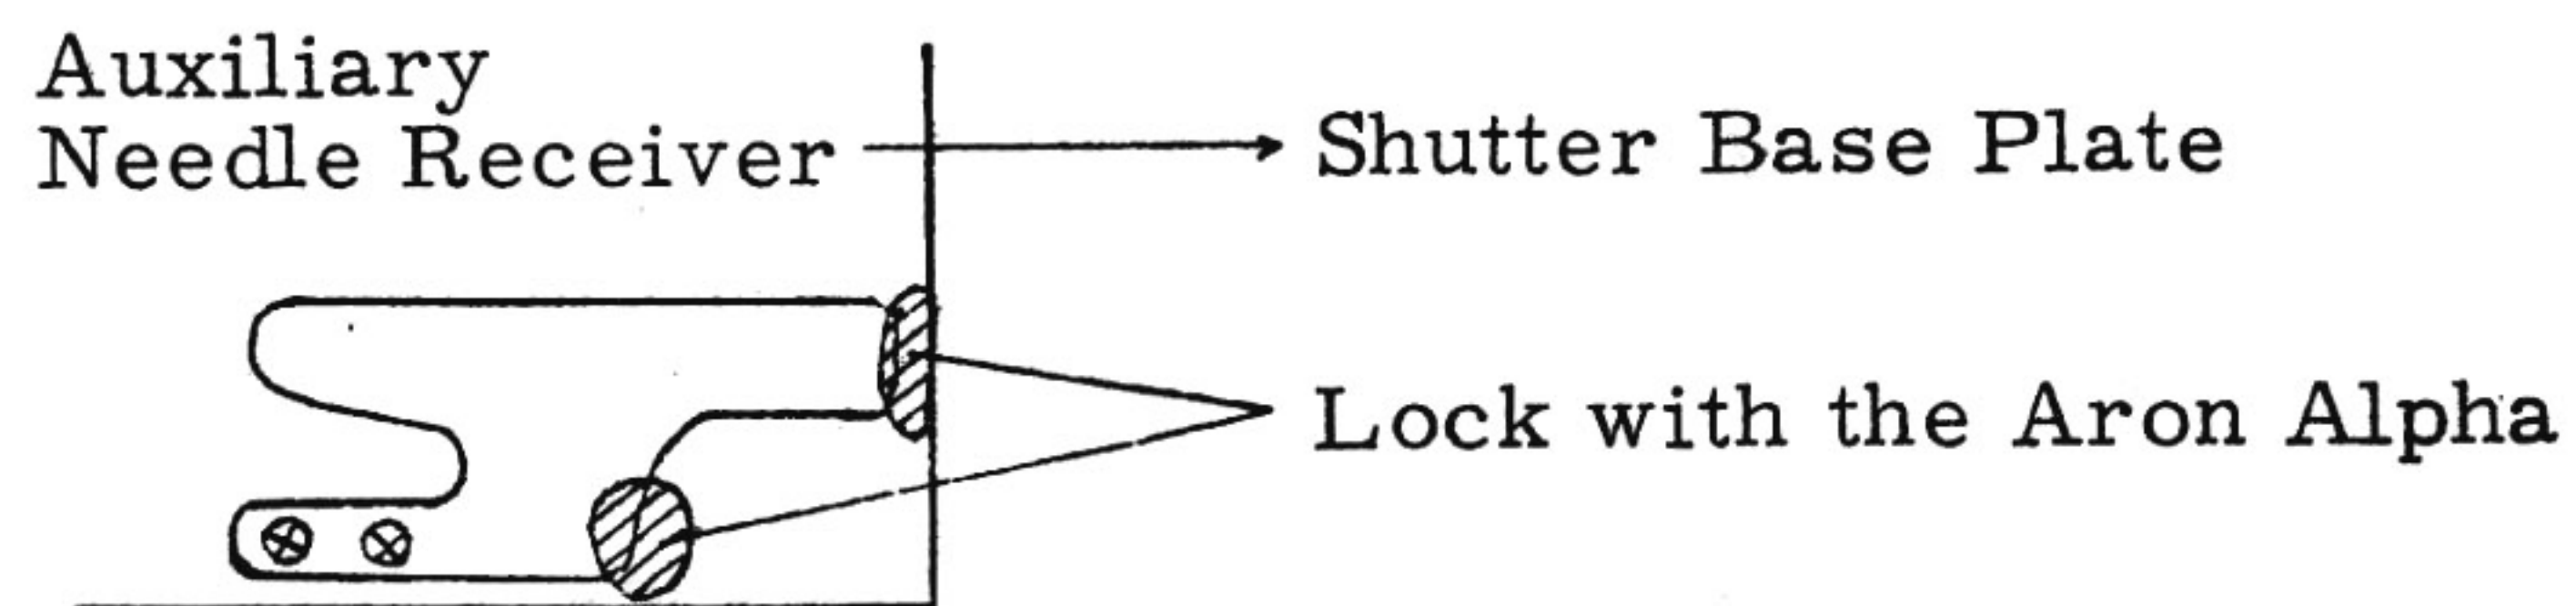 Auxiliary
Needle Receiver
Shutter Base Plate
Lock with the Aron Alpha